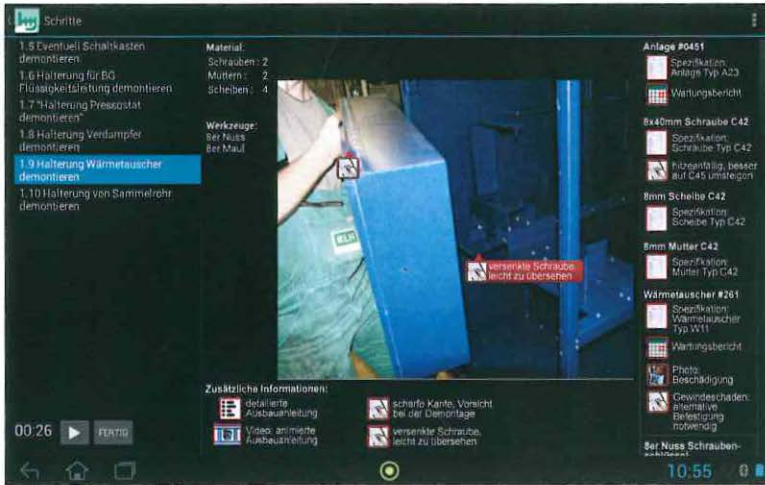 Schritte
1.5 Eventuell Schaltkasten
demontieren
1.6 Halterung für BG
Flüssigkeitsleitung demontieren
1.7 "Halterung Pressostat
demontieren"
1.8 Halterung Verdampfer
demontieren
1.9 Halterung Wärmetauscher
demontieren
1.10 Halterung von Sammelrohr
demontieren
00:26
FERTIG
Material:
Schrauben : 2
Muttern : 2
Scheiben : 4
Werkzeuge:
8er Nuss
8er Maul
versenkte Schraube,
leicht zu übersehen
Zusätzliche Informationen:
detaillierte
Ausbauanleitung
Video: animierte
Ausbauanleitung
scharfe Kante, Vorsicht
bei der Demontage
versenkte Schraube,
leicht zu übersehen
Anlage #0451
Spezifikation:
Anlage Typ A23
Wartungsbericht
8x40mm Schraube C42
Spezifikation:
Schraube Typ C42
hitzeanfällig, besser
auf C45 umsteigen
8mm Scheibe C42
Spezifikation:
Scheibe Typ C42
8mm Mutter C42
Spezifikation:
Mutter Typ C42
Wärmetauscher #261
Spezifikation:
Wärmetauscher
Typ W11
Wartungsbericht
Photo:
Beschädigung
Gewindeschaden:
alternative
Befestigung
notwendig
8er Nuss Schrauben-
10:55